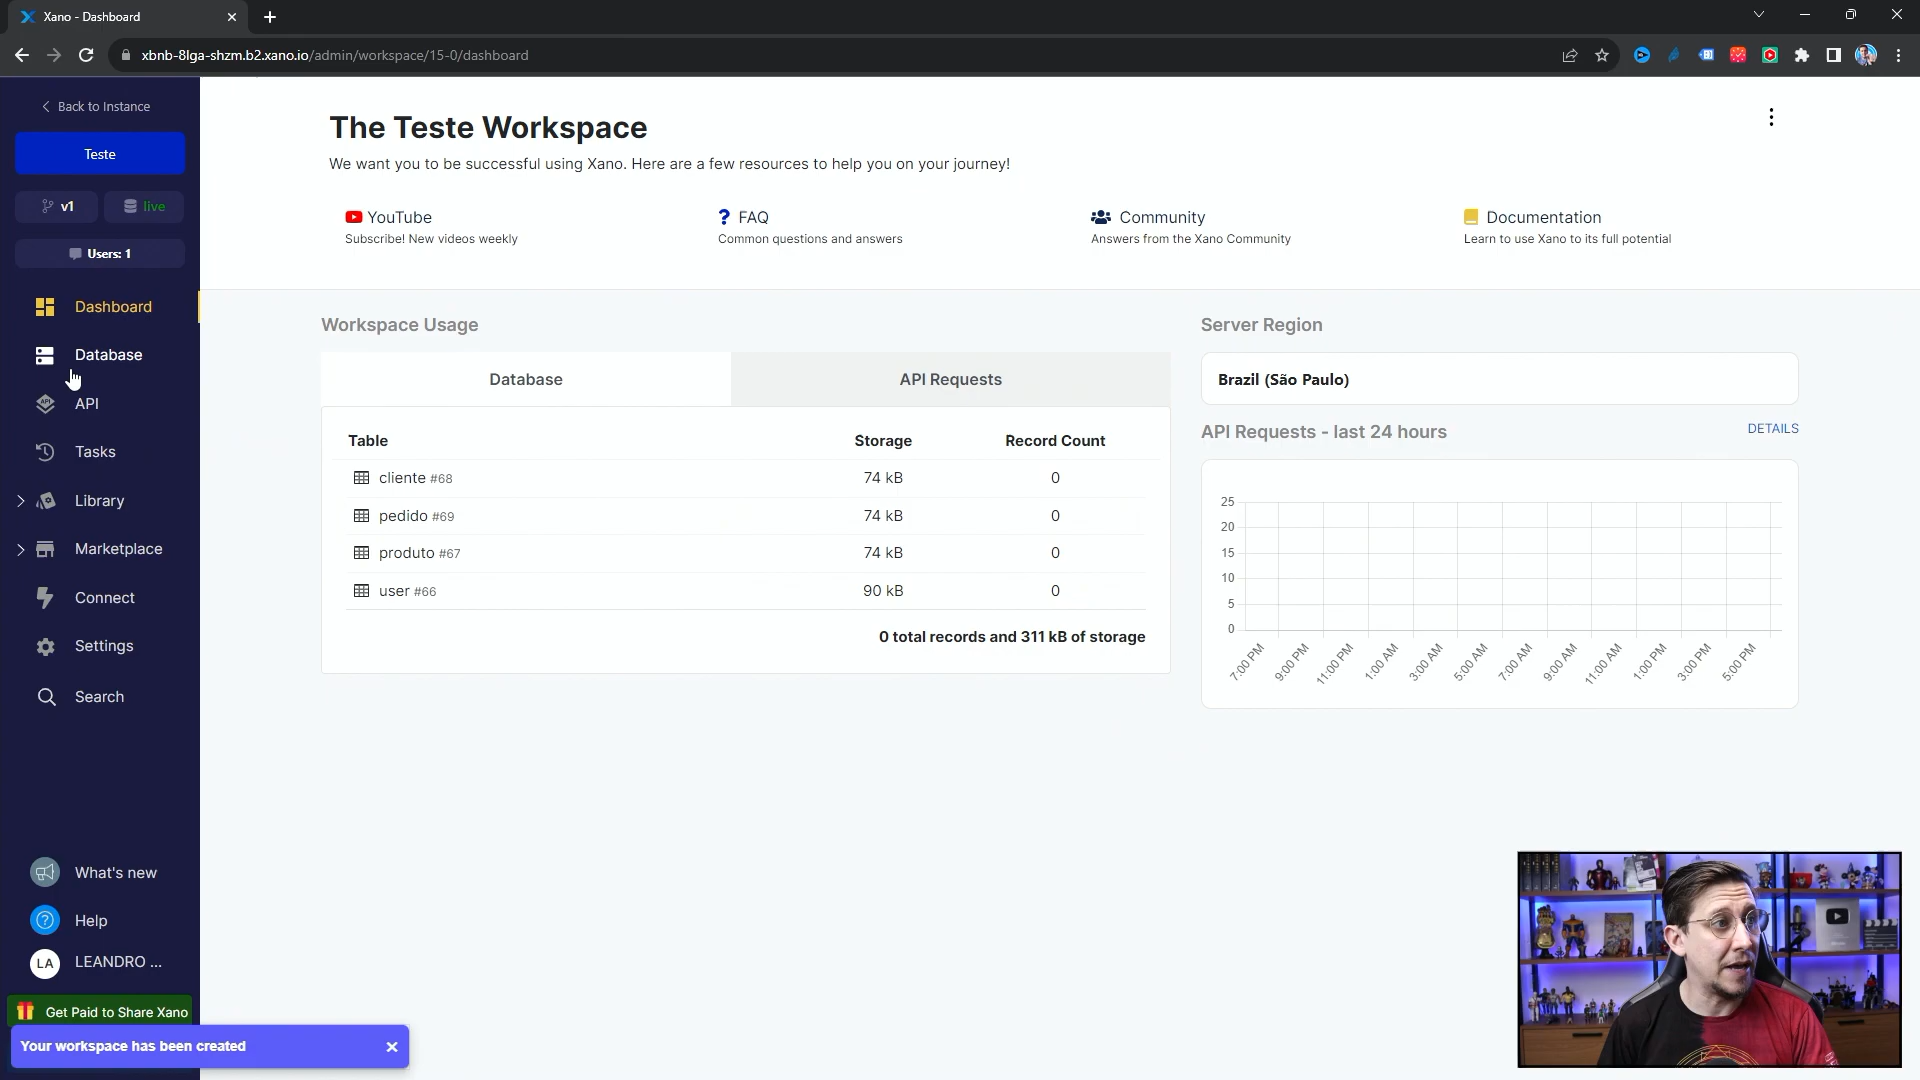 Xano - Dashboard
xbnb-8lga-shzm.b2.xano.io/admin/workspace/15-0/dashboard
Back to Instance
Teste
v1
live
Users: 1
Dashboard
Database
API
Tasks
Library
Marketplace
Connect
Settings
Search
What's new
Help
LA
LEANDRO ...
Get Paid to Share Xano
Your workspace has been created
The Teste Workspace
We want you to be successful using Xano. Here are a few resources to help you on your journey!
YouTube
Subscribe! New videos weekly
FAQ
Common questions and answers
Community
Answers from the Xano Community
Documentation
Learn to use Xano to its full potential
Workspace Usage
Database
API Requests
Table Storage Record Count
cliente #68 74 kB 0
pedido #69 74 kB 0
produto #67 74 kB 0
user #66 90 kB 0
0 total records and 311 kB of storage
Server Region
Brazil (São Paulo)
API Requests - last 24 hours
DETAILS
25
20
15
10
5
0
7:00 PM
9:00 PM
11:00 PM
1:00 AM
3:00 AM
5:00 AM
7:00 AM
9:00 AM
11:00 AM
1:00 PM
3:00 PM
5:00 PM